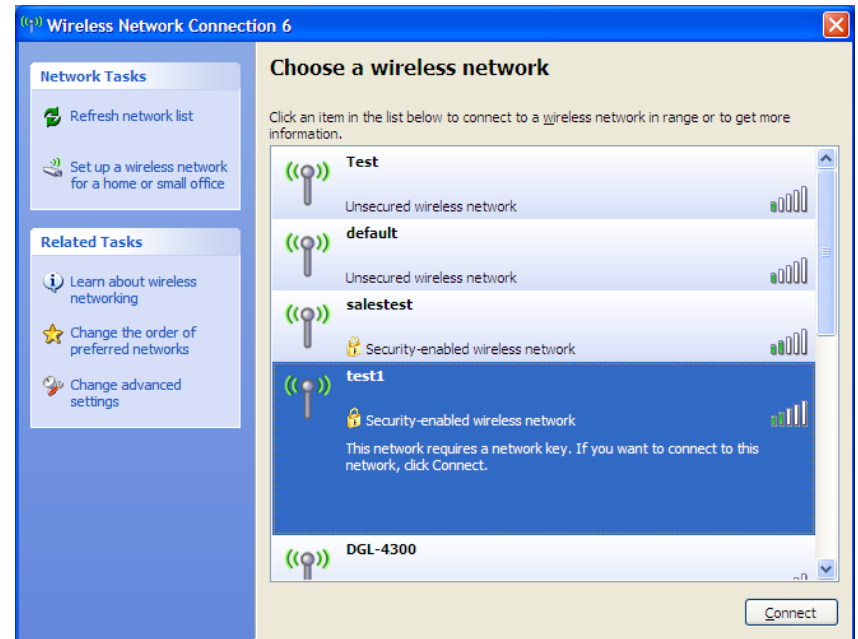 Wireless Network Connection 6
Network Tasks
Refresh network list
Set up a wireless network
for a home or small office
Related Tasks
Learn about wireless
networking
Change the order of
preferred networks
Change advanced
settings
Choose a wireless network
Click an item in the list below to connect to a wireless network in range or to get more
information.
Test
Unsecured wireless network
default
Unsecured wireless network
salestest
Security-enabled wireless network
test1
Security-enabled wireless network
This network requires a network key. If you want to connect to this
network, click Connect.
DGL-4300
Connect